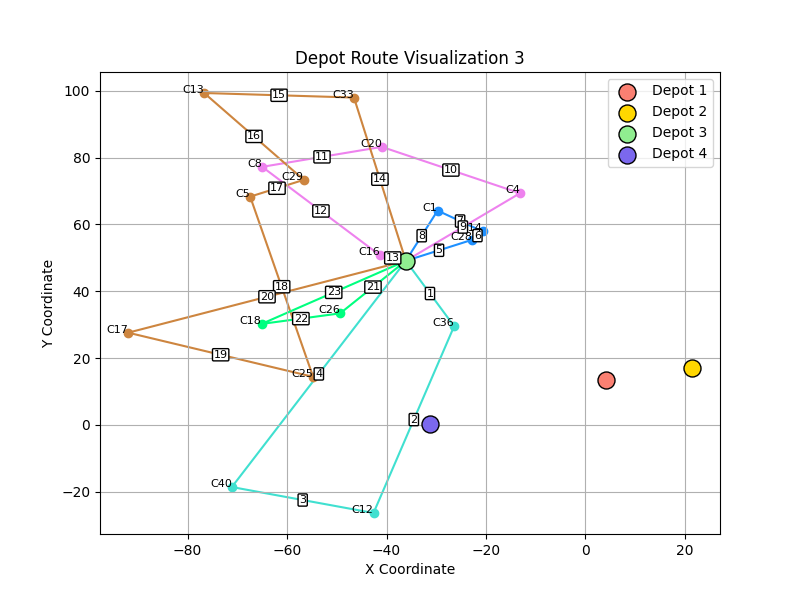 Depot Route Visualization 3
Depot 1
Depot 2
Depot 3
Depot 4
C13
15
C33
100
16
C20
C8
11
10
80
C29
17
14
C4
C5
12
C1
7
9
60
8
6
C28
5
C16
13
18
20
23
21
1
40
C18
22
C26
C36
C17
19
C25
4
20
2
0
C40
3
C12
−20
−80
−60
−40
−20
0
20
X Coordinate
Y Coordinate